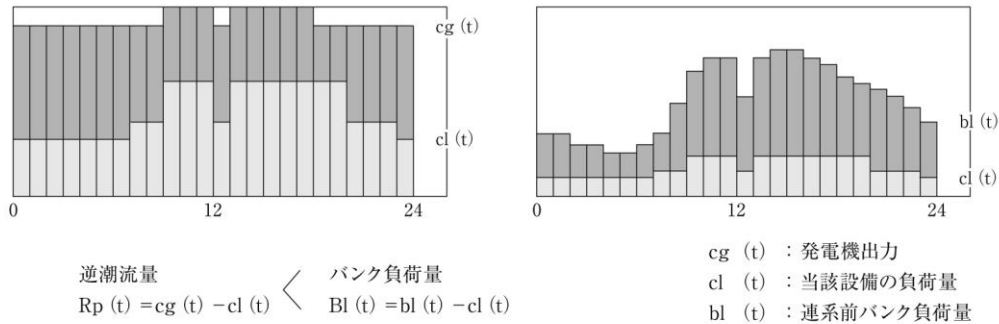 cg (t)
cl (t)
0 12 24
bl (t)
cl (t)
0 12 24
逆潮流量
Rp (t) =cg (t) −cl (t)
<
バンク負荷量
Bl (t) =bl (t) −cl (t)
cg (t) ：発電機出力
cl (t) ：当該設備の負荷量
bl (t) ：連系前バンク負荷量